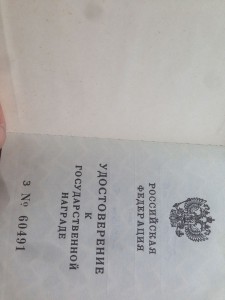 РОССИЙСКАЯ
ФЕДЕРАЦИЯ
УДОСТОВЕРЕНИЕ
К
ГОСУДАРСТВЕННОЙ
НАГРАДЕ
З № 60491